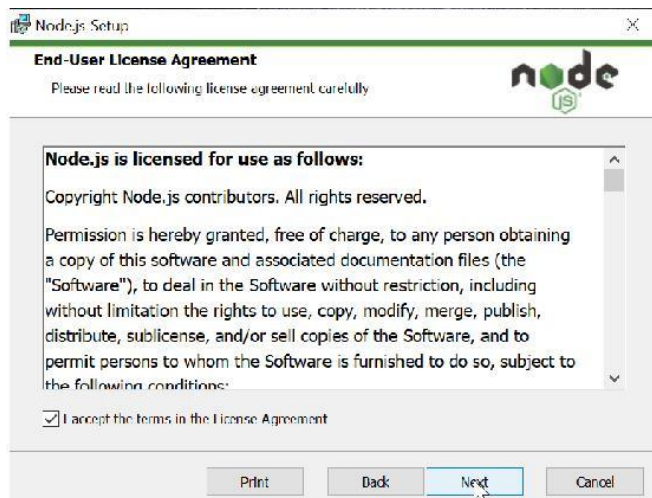 Node.js Setup
End-User License Agreement
Please read the following license agreement carefully
node
JS
Node.js is licensed for use as follows:
Copyright Node.js contributors. All rights reserved.
Permission is hereby granted, free of charge, to any person obtaining
a copy of this software and associated documentation files (the
"Software"), to deal in the Software without restriction, including
without limitation the rights to use, copy, modify, merge, publish,
distribute, sublicense, and/or sell copies of the Software, and to
permit persons to whom the Software is furnished to do so, subject to
the following conditions:
I accept the terms in the License Agreement
Print Back Next Cancel